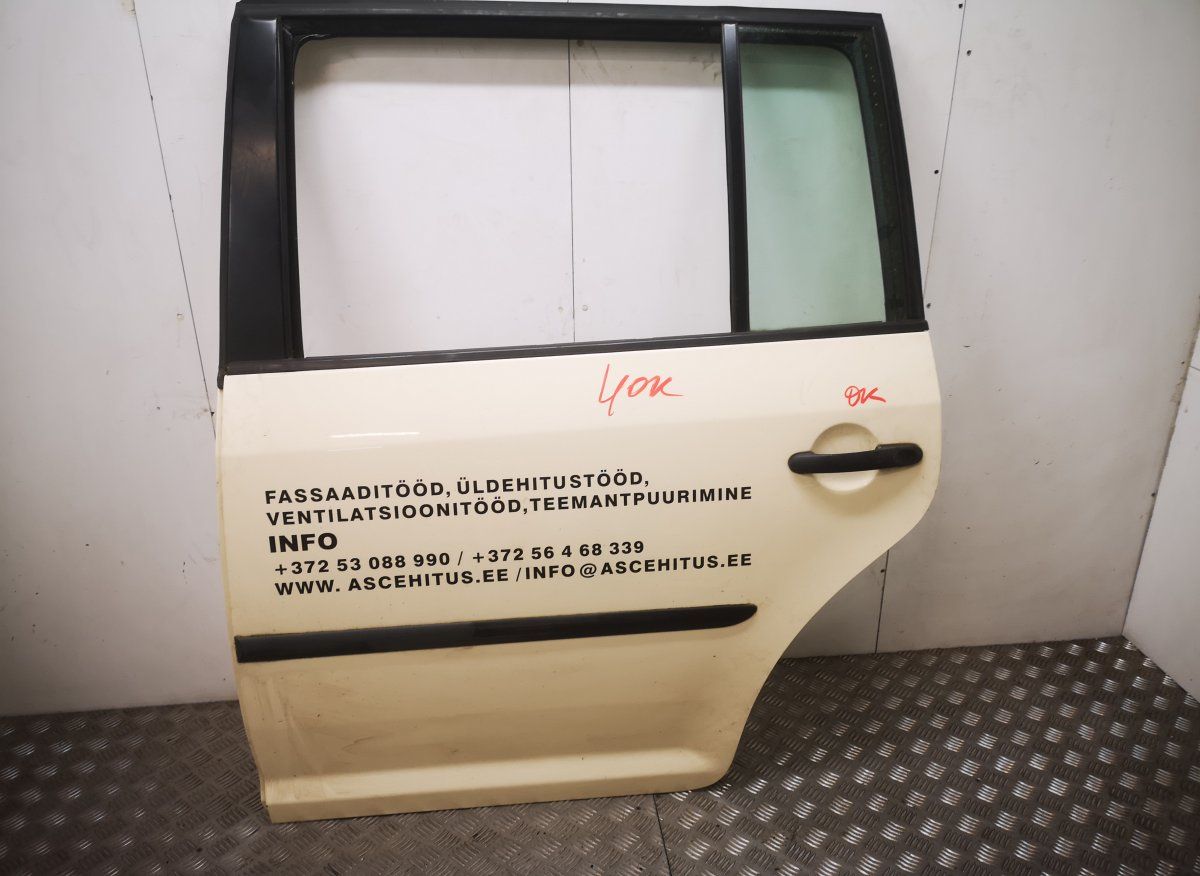 4OK
OK
FASSAADITÖÖD, ÜLDEHITUSTÖÖD,
VENTILATSIOONITÖÖD,TEEMANTPUURIMINE
INFO
+372 53 088 990 / +372 56 4 68 339
WWW. ASCEHITUS.EE /INFO@ASCEHITUS.EE